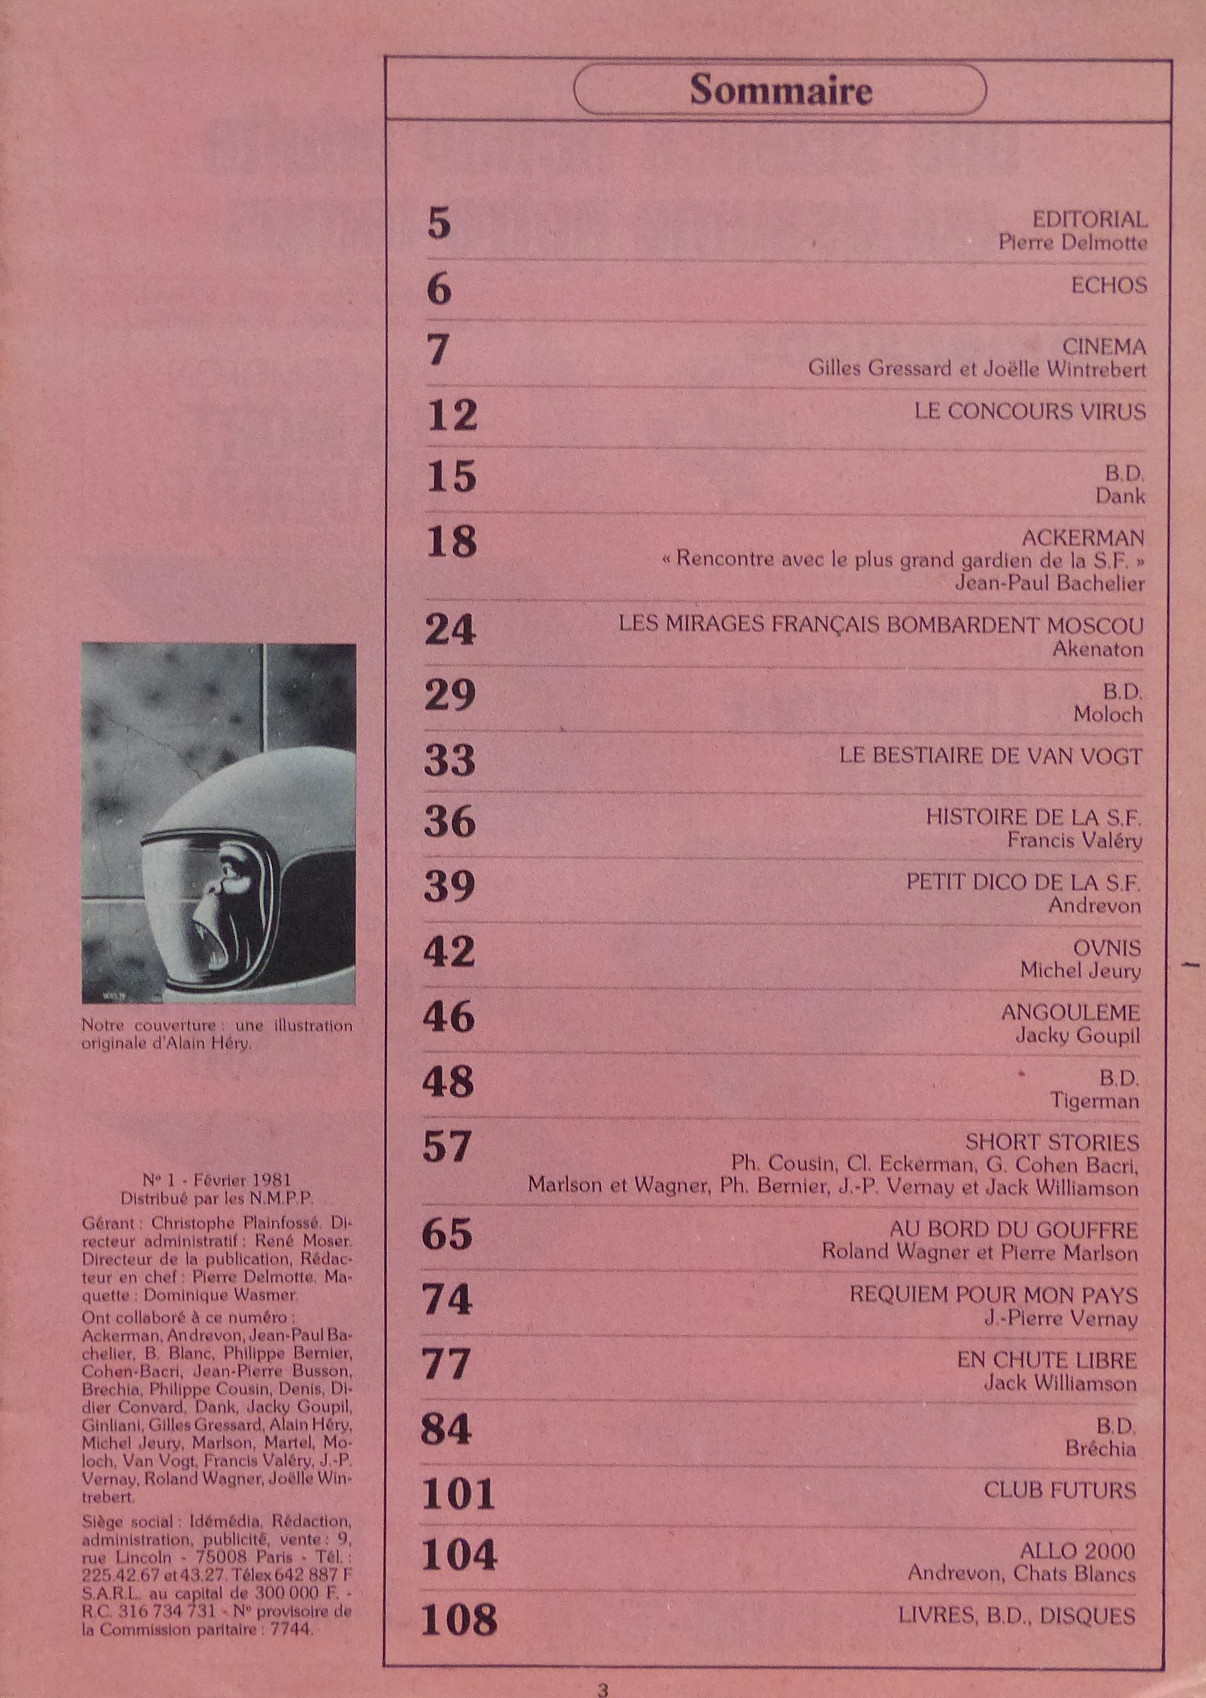 Sommaire
5
EDITORIAL
Pierre Delmotte
6
ECHOS
7
CINEMA
Gilles Gressard et Joëlle Wintrebert
12
LE CONCOURS VIRUS
15
B.D.
Dank
18
ACKERMAN
« Rencontre avec le plus grand gardien de la S.F. »
Jean-Paul Bachelier
24
LES MIRAGES FRANÇAIS BOMBARDENT MOSCOU
Akenaton
29
B.D.
Moloch
33
LE BESTIAIRE DE VAN VOGT
36
HISTOIRE DE LA S.F.
Francis Valéry
39
PETIT DICO DE LA S.F.
Andrevon
42
OVNIS
Michel Jeury
46
ANGOULEME
Jacky Goupil
48
B.D.
Tigerman
57
SHORT STORIES
Ph. Cousin, Cl. Eckerman, G. Cohen Bacri,
Marlson et Wagner, Ph. Bernier, J.-P. Vernay et Jack Williamson
65
AU BORD DU GOUFFRE
Roland Wagner et Pierre Marlson
74
REQUIEM POUR MON PAYS
J.-Pierre Vernay
77
EN CHUTE LIBRE
Jack Williamson
84
B.D.
Bréchia
101
CLUB FUTURS
104
ALLO 2000
Andrevon, Chats Blancs
108
LIVRES, B.D., DISQUES
Notre couverture : une illustration
originale d'Alain Héry.
Nº 1 - Février 1981
Distribué par les N.M.P.P.
Gérant : Christophe Plainfossé. Di-
recteur administratif : René Moser.
Directeur de la publication, Rédac-
teur en chef : Pierre Delmotte. Ma-
quette : Dominique Wasmer.
Ont collaboré à ce numéro :
Ackerman, Andrevon, Jean-Paul Ba-
chelier, B. Blanc, Philippe Bernier,
Cohen-Bacri, Jean-Pierre Busson,
Brechia, Philippe Cousin, Denis, Di-
dier Convard, Dank, Jacky Goupil,
Ginliani, Gilles Gressard, Alain Héry,
Michel Jeury, Marlson, Martel, Mo-
loch, Van Vogt, Francis Valéry, J.-P.
Vernay, Roland Wagner, Joëlle Win-
trebert.
Siège social : Idémédia. Rédaction,
administration, publicité, vente : 9,
rue Lincoln - 75008 Paris - Tél. :
225.42.67 et 43.27. Télex 642 887 F
S.A.R.L. au capital de 300 000 F. -
R.C. 316 734 731 - Nº provisoire de
la Commission paritaire : 7744.
3